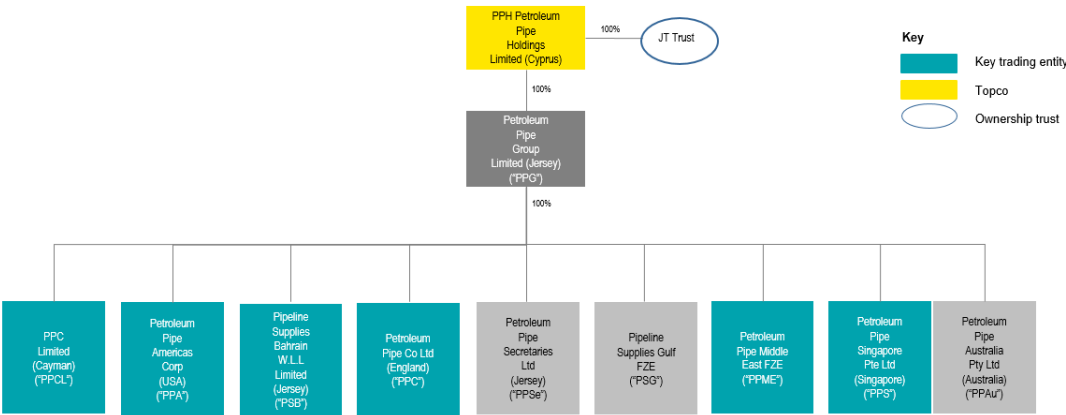 PPH Petroleum
Pipe
Holdings
Limited (Cyprus)
100%
JT Trust
Key
Key trading entity
Topco
Ownership trust
100%
Petroleum
Pipe
Group
Limited (Jersey)
("PPG")
100%
PPC
Limited
(Cayman)
("PPCL")
Petroleum
Pipe
Americas
Corp
(USA)
("PPA")
Pipeline
Supplies
Bahrain
W.L.L
Limited
(Jersey)
("PSB")
Petroleum
Pipe Co Ltd
(England)
("PPC")
Petroleum
Pipe
Secretaries
Ltd
(Jersey)
("PPSe")
Pipeline
Supplies Gulf
FZE
("PSG")
Petroleum
Pipe Middle
East FZE
("PPME")
Petroleum
Pipe
Singapore
Pte Ltd
(Singapore)
("PPS")
Petroleum
Pipe
Australia
Pty Ltd
(Australia)
("PPAu")